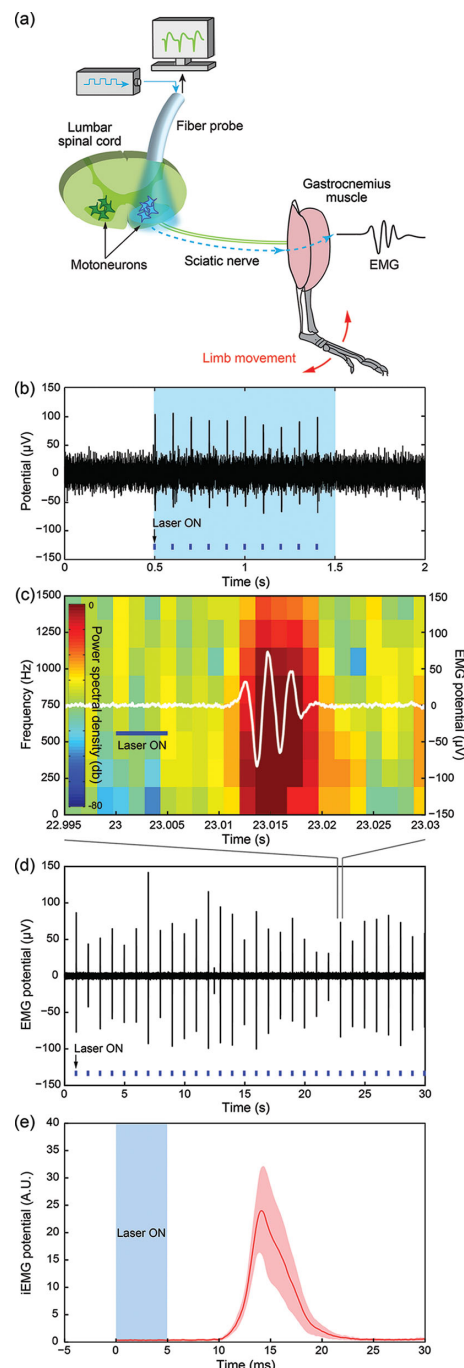 (a)
Fiber probe
Lumbar
spinal cord
Gastrocnemius
muscle
Motoneurons
Sciatic nerve
EMG
Limb movement
(b)
150
100
50
0
−50
−100
−150
Potential (µV)
Laser ON
0
0.5
1
1.5
2
Time (s)
(c)
1500
1250
1000
750
500
250
0
Frequency (Hz)
0
Power spectral density (db)
-80
Laser ON
150
100
50
0
−50
−100
−150
EMG potential (µV)
22.995
23
23.005
23.01
23.015
23.02
23.025
23.03
Time (s)
(d)
150
100
50
0
−50
−100
−150
EMG potential (µV)
Laser ON
0
5
10
15
20
25
30
Time (s)
(e)
40
35
30
25
20
15
10
5
0
iEMG potential (A.U.)
Laser ON
−5
0
5
10
15
20
25
30
Time (ms)